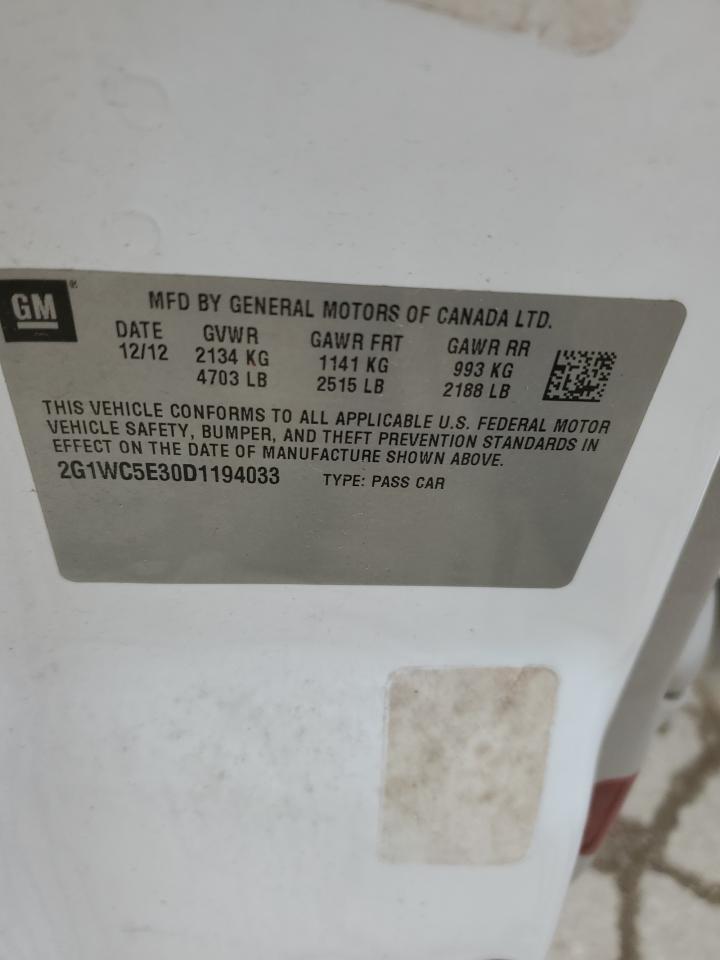 GM
MFD BY GENERAL MOTORS OF CANADA LTD.
DATE GVWR GAWR FRT GAWR RR
12/12 2134 KG 1141 KG 993 KG
4703 LB 2515 LB 2188 LB
THIS VEHICLE CONFORMS TO ALL APPLICABLE U.S. FEDERAL MOTOR
VEHICLE SAFETY, BUMPER, AND THEFT PREVENTION STANDARDS IN
EFFECT ON THE DATE OF MANUFACTURE SHOWN ABOVE.
2G1WC5E30D1194033 TYPE: PASS CAR